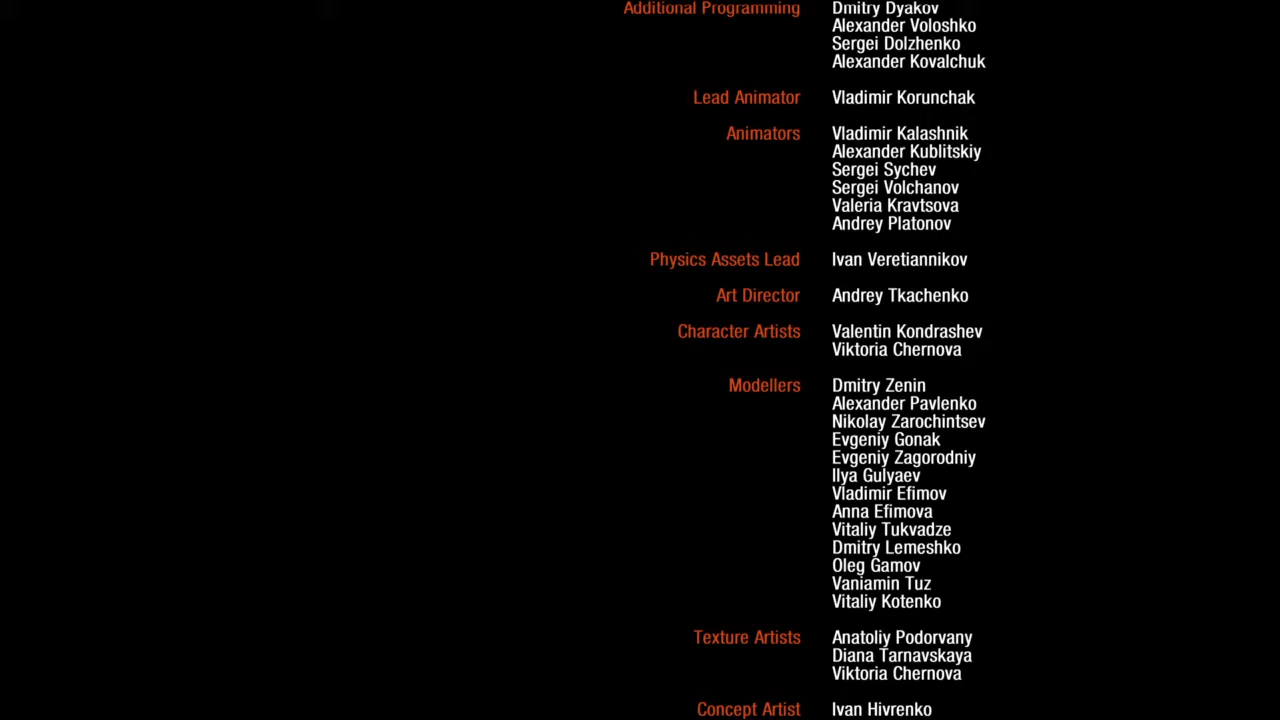 Additional Programming Dmitry Dyakov
Alexander Voloshko
Sergei Dolzhenko
Alexander Kovalchuk
Lead Animator Vladimir Korunchak
Animators Vladimir Kalashnik
Alexander Kublitskiy
Sergei Sychev
Sergei Volchanov
Valeria Kravtsova
Andrey Platonov
Physics Assets Lead Ivan Veretiannikov
Art Director Andrey Tkachenko
Character Artists Valentin Kondrashev
Viktoria Chernova
Modellers Dmitry Zenin
Alexander Pavlenko
Nikolay Zarochintsev
Evgeniy Gonak
Evgeniy Zagorodniy
Ilya Gulyaev
Vladimir Efimov
Anna Efimova
Vitaliy Tukvadze
Dmitry Lemeshko
Oleg Gamov
Vaniamin Tuz
Vitaliy Kotenko
Texture Artists Anatoliy Podorvany
Diana Tarnavskaya
Viktoria Chernova
Concept Artist Ivan Hivrenko